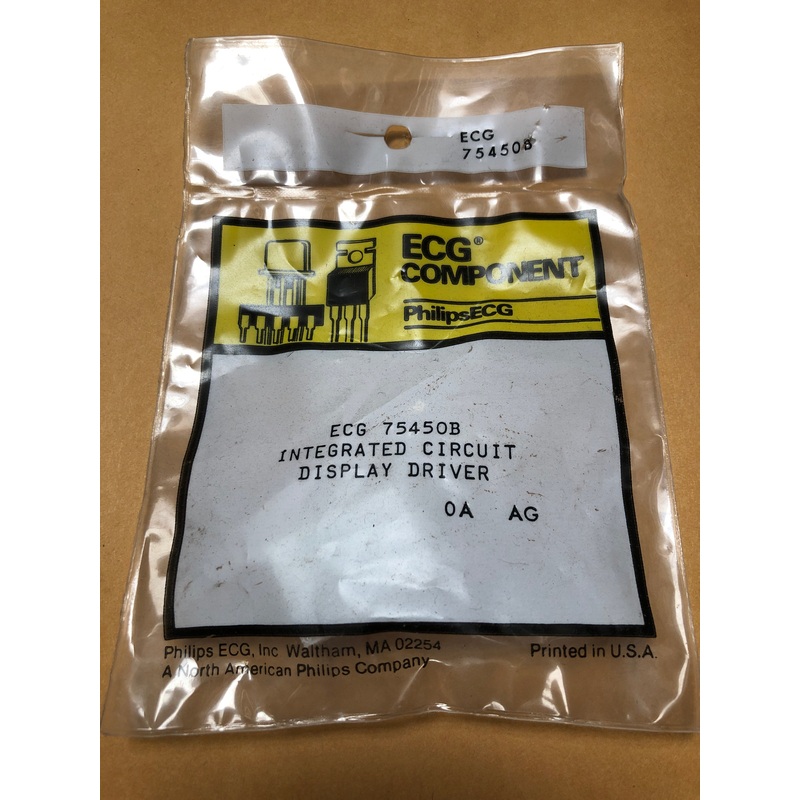 ECG
75450B
ECG®
COMPONENT
PhilipsECG
ECG 75450B
INTEGRATED CIRCUIT
DISPLAY DRIVER
0A AG
Philips ECG, Inc Waltham, MA 02254
A North American Philips Company
Printed in U.S.A.